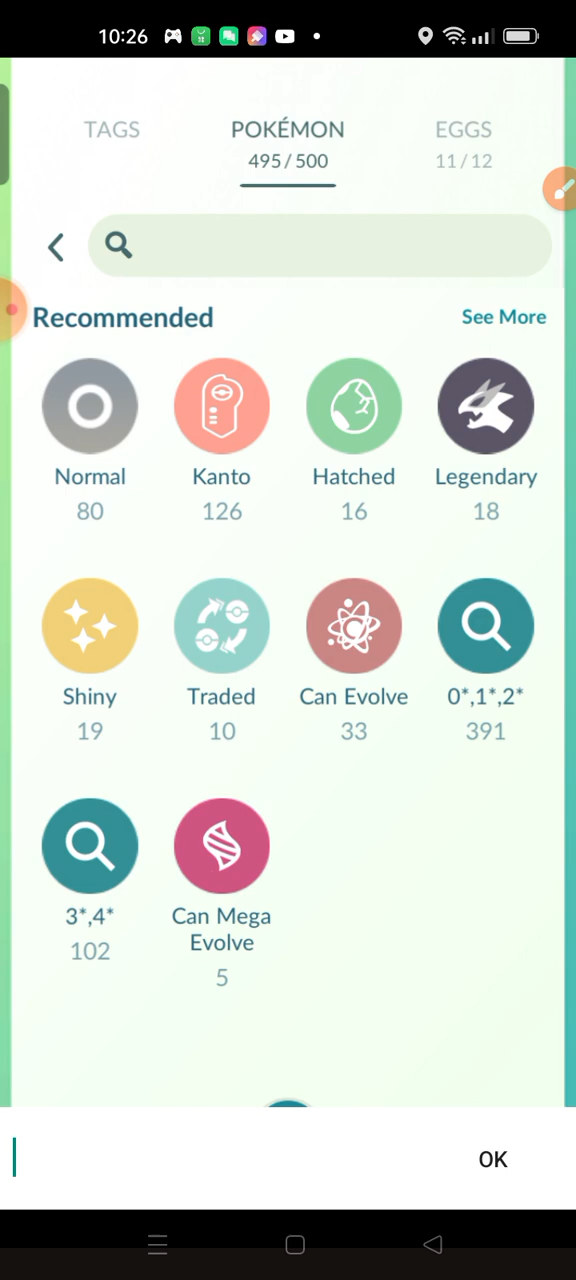 10:26
TAGS POKÉMON EGGS
495/500 11/12
Recommended See More
Normal Kanto Hatched Legendary
80 126 16 18
Shiny Traded Can Evolve 0*,1*,2*
19 10 33 391
3*,4* Can Mega
Evolve
102 5
OK